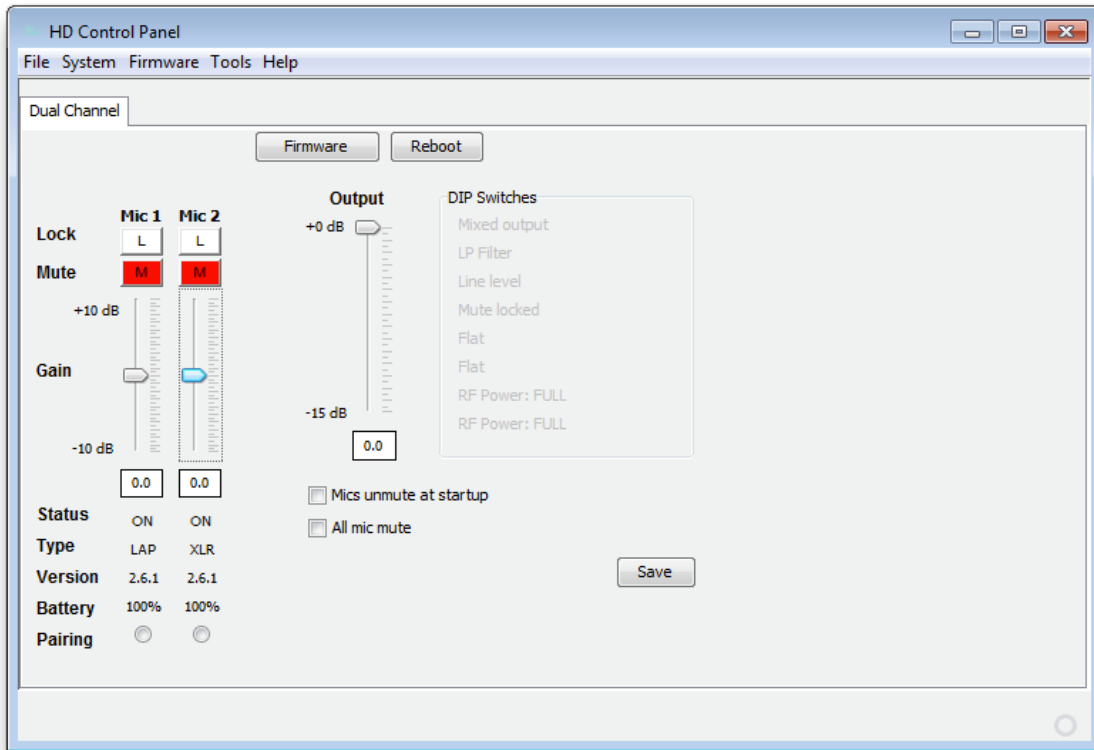 HD Control Panel
File System Firmware Tools Help
Dual Channel
Firmware Reboot
Output
+0 dB
-15 dB
0.0
DIP Switches
Mixed output
LP Filter
Line level
Mute locked
Flat
Flat
RF Power: FULL
RF Power: FULL
Mic 1 Mic 2
Lock L L
Mute M M
+10 dB
Gain
-10 dB
0.0 0.0
Status ON ON
Type LAP XLR
Version 2.6.1 2.6.1
Battery 100% 100%
Pairing
Mics unmute at startup
All mic mute
Save